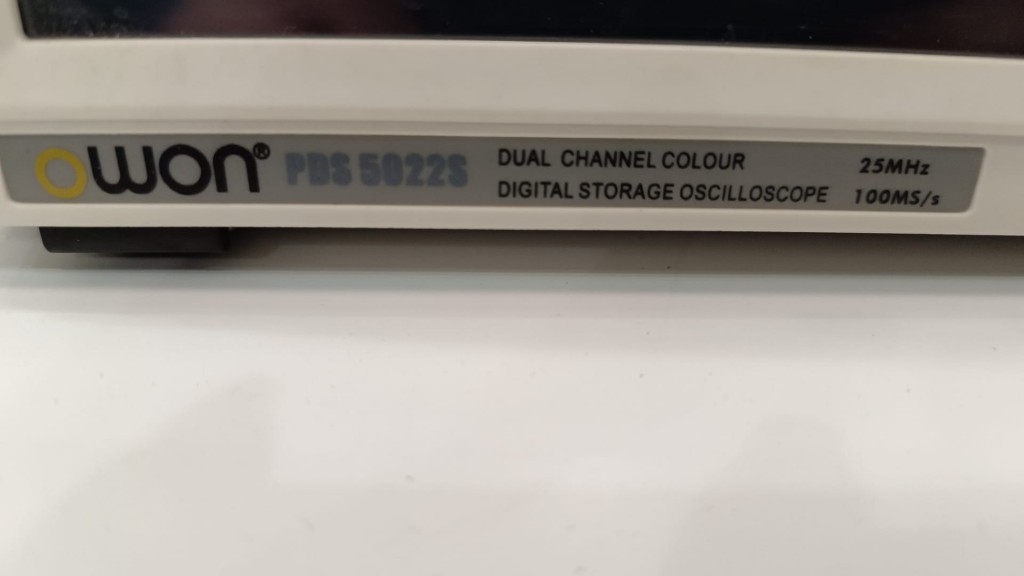 owon® PDS 5022S
DUAL CHANNEL COLOUR 25MHz
DIGITAL STORAGE OSCILLOSCOPE 100MS/s